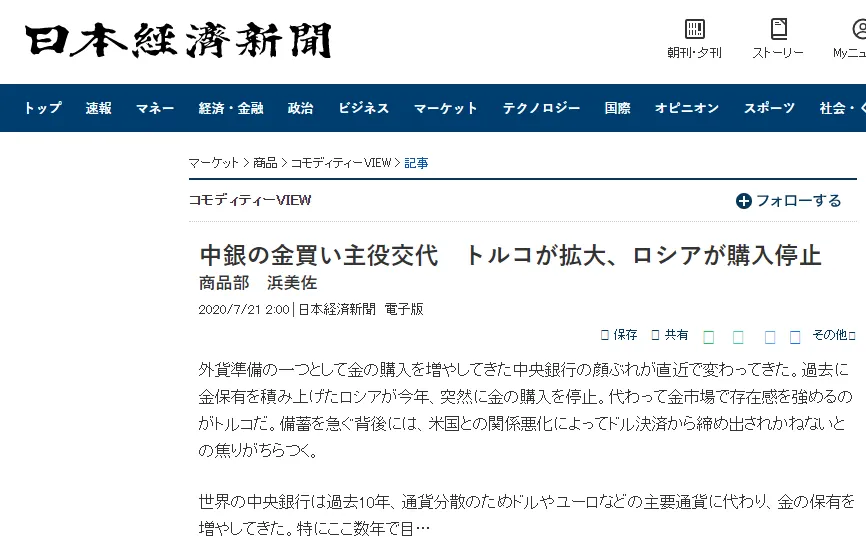 日本経済新聞
朝刊・夕刊 ストーリー Myニュ
トップ 速報 マネー 経済・金融 政治 ビジネス マーケット テクノロジー 国際 オピニオン スポーツ 社会・く
マーケット > 商品 > コモディティーVIEW > 記事
コモディティーVIEW フォローする
中銀の金買い主役交代　トルコが拡大、ロシアが購入停止
商品部　浜美佐
2020/7/21 2:00 | 日本経済新聞　電子版
保存 共有 その他
外貨準備の一つとして金の購入を増やしてきた中央銀行の顔ぶれが直近で変わってきた。過去に
金保有を積み上げたロシアが今年、突然に金の購入を停止。代わって金市場で存在感を強めるの
がトルコだ。備蓄を急ぐ背後には、米国との関係悪化によってドル決済から締め出されかねないと
の焦りがちらつく。
世界の中央銀行は過去10年、通貨分散のためドルやユーロなどの主要通貨に代わり、金の保有を
増やしてきた。特にここ数年で目…